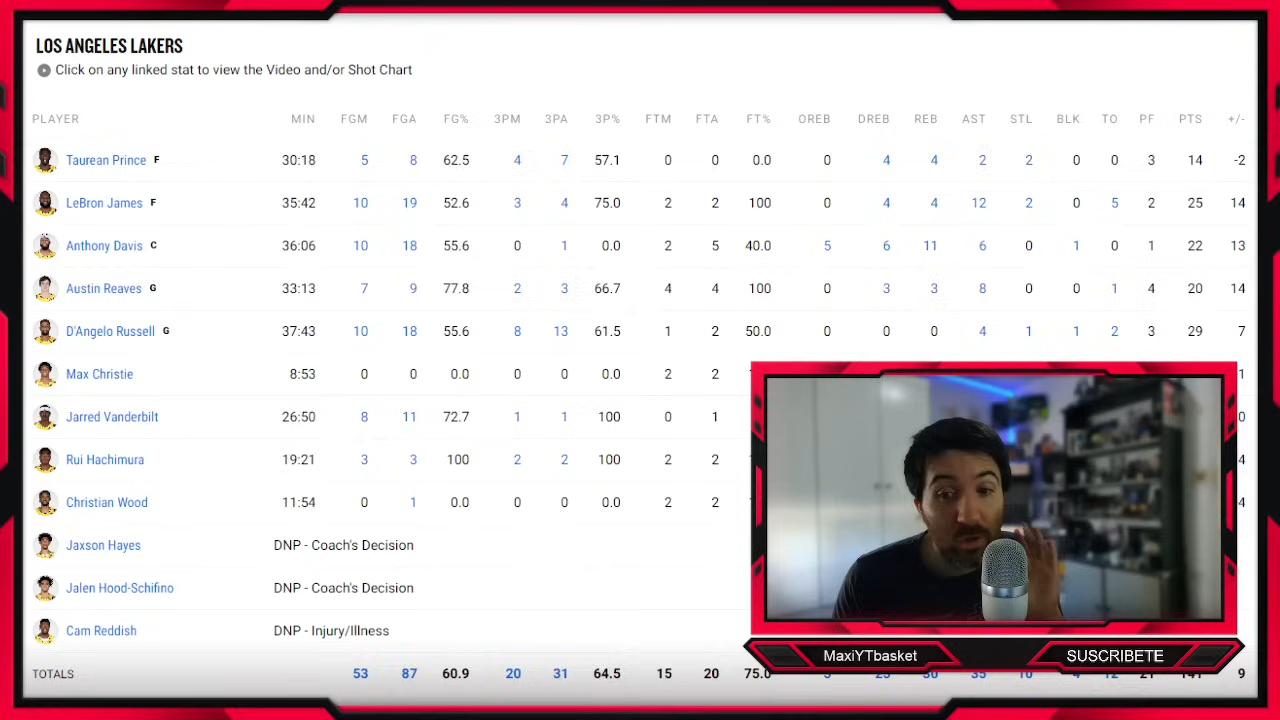 LOS ANGELES LAKERS
Click on any linked stat to view the Video and/or Shot Chart
PLAYER MIN FGM FGA FG% 3PM 3PA 3P% FTM FTA FT% OREB DREB REB AST STL BLK TO PF PTS +/-
Taurean Prince F 30:18 5 8 62.5 4 7 57.1 0 0 0.0 0 4 4 2 2 0 0 3 14 -2
LeBron James F 35:42 10 19 52.6 3 4 75.0 2 2 100 0 4 4 12 2 0 5 2 25 14
Anthony Davis C 36:06 10 18 55.6 0 1 0.0 2 5 40.0 5 6 11 6 0 1 0 1 22 13
Austin Reaves G 33:13 7 9 77.8 2 3 66.7 4 4 100 0 3 3 8 0 0 1 4 20 14
D'Angelo Russell G 37:43 10 18 55.6 8 13 61.5 1 2 50.0 0 0 0 4 1 1 2 3 29 7
Max Christie 8:53 0 0 0.0 0 0 0.0 2 2 1
Jarred Vanderbilt 26:50 8 11 72.7 1 1 100 0 1 0
Rui Hachimura 19:21 3 3 100 2 2 100 2 2 4
Christian Wood 11:54 0 1 0.0 0 0 0.0 2 2 4
Jaxson Hayes DNP - Coach's Decision
Jalen Hood-Schifino DNP - Coach's Decision
Cam Reddish DNP - Injury/Illness
MaxiYTbasket SUSCRIBETE
TOTALS 53 87 60.9 20 31 64.5 15 20 75.0 9